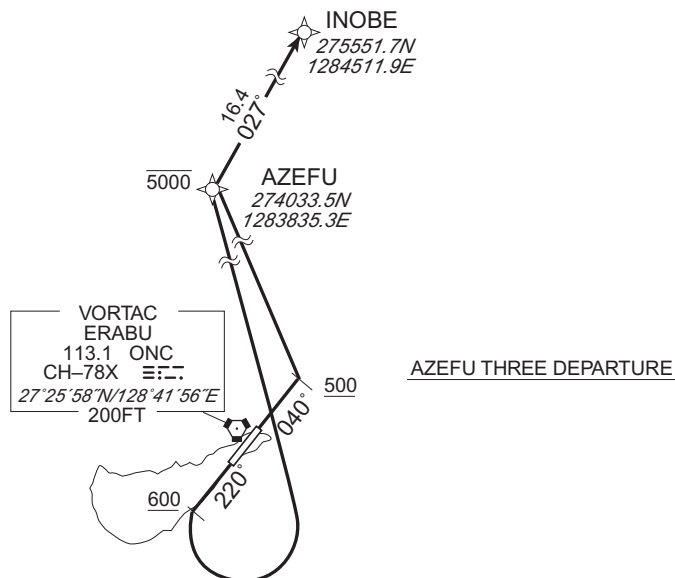 INOBE
275551.7N
1284511.9E
16.4
027°
5000
AZEFU
274033.5N
1283835.3E
VORTAC
ERABU
113.1 ONC
CH–78X
27°25´58˝N/128°41´56˝E
200FT
AZEFU THREE DEPARTURE
500
040°
220°
600